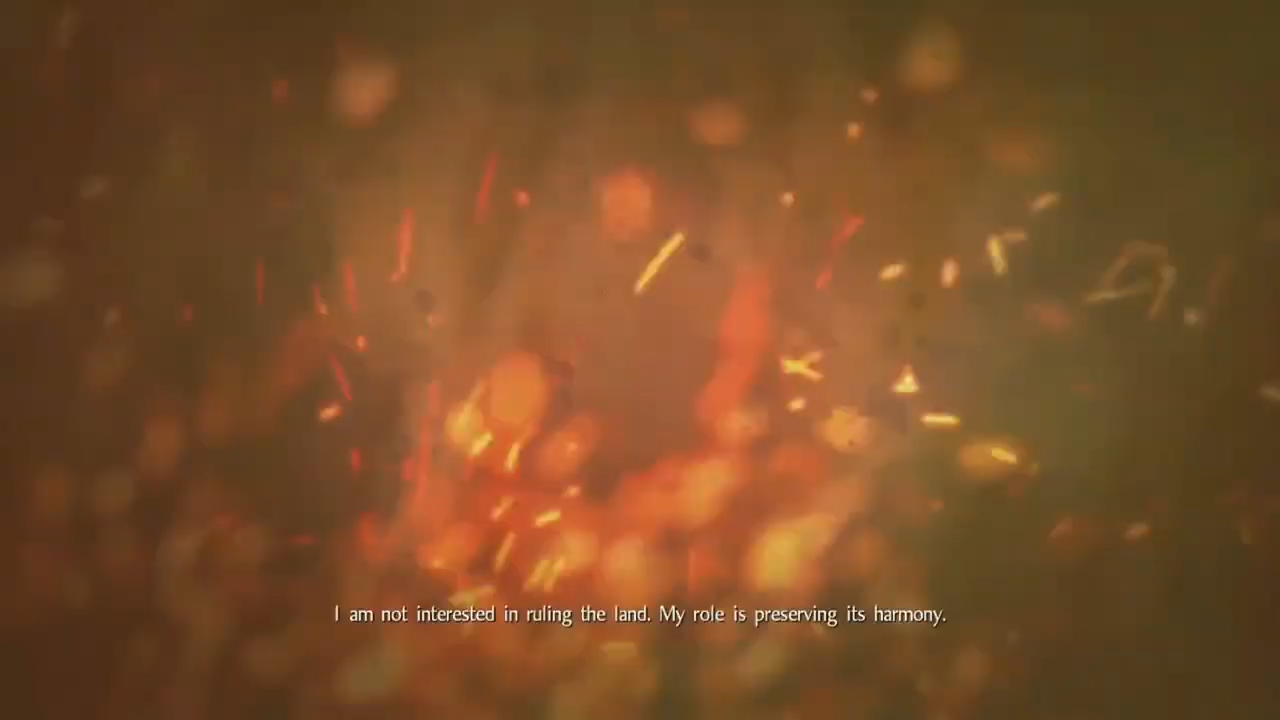 I am not interested in ruling the land. My role is preserving its harmony.